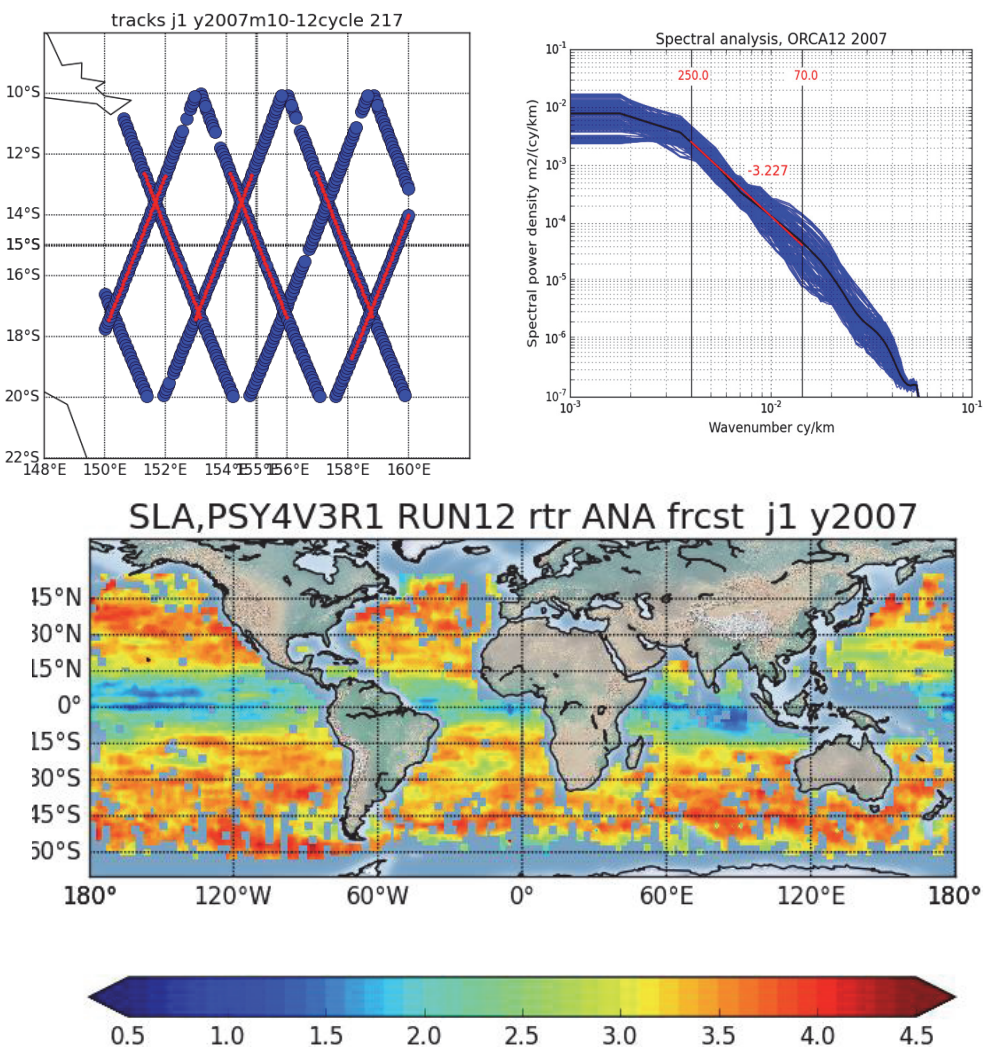 tracks j1 y2007m10-12cycle 217
10°S
12°S
14°S
15°S
16°S
18°S
20°S
22°S
148°E 150°E 152°E 154°E 155°E 156°E 158°E 160°E
Spectral analysis, ORCA12 2007
250.0 70.0
-3.227
Spectral power density m2/(cy/km)
10-1
10-2
10-3
10-4
10-5
10-6
10-7
10-3 10-2 10-1
Wavenumber cy/km
SLA,PSY4V3R1 RUN12 rtr ANA frcst j1 y2007
45°N
30°N
15°N
0°
15°S
30°S
45°S
60°S
180° 120°W 60°W 0° 60°E 120°E 180°
0.5 1.0 1.5 2.0 2.5 3.0 3.5 4.0 4.5